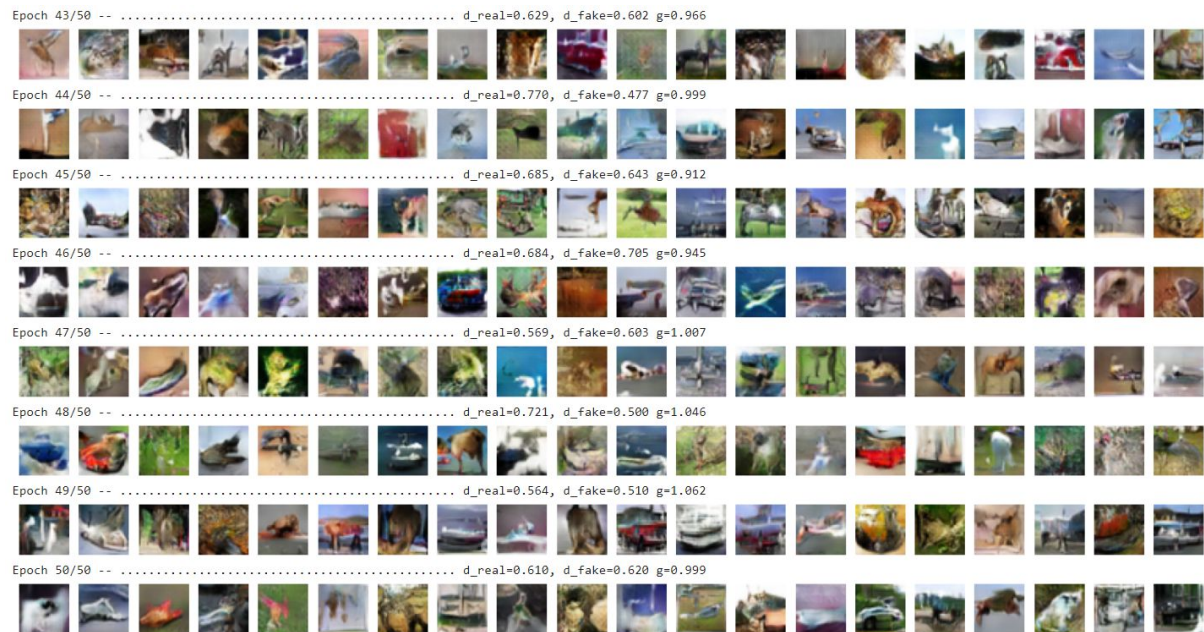 Epoch 43/50 -- ............................................. d_real=0.629, d_fake=0.602 g=0.966
Epoch 44/50 -- ............................................. d_real=0.770, d_fake=0.477 g=0.999
Epoch 45/50 -- ............................................. d_real=0.685, d_fake=0.643 g=0.912
Epoch 46/50 -- ............................................. d_real=0.684, d_fake=0.705 g=0.945
Epoch 47/50 -- ............................................. d_real=0.569, d_fake=0.603 g=1.007
Epoch 48/50 -- ............................................. d_real=0.721, d_fake=0.500 g=1.046
Epoch 49/50 -- ............................................. d_real=0.564, d_fake=0.510 g=1.062
Epoch 50/50 -- ............................................. d_real=0.610, d_fake=0.620 g=0.999